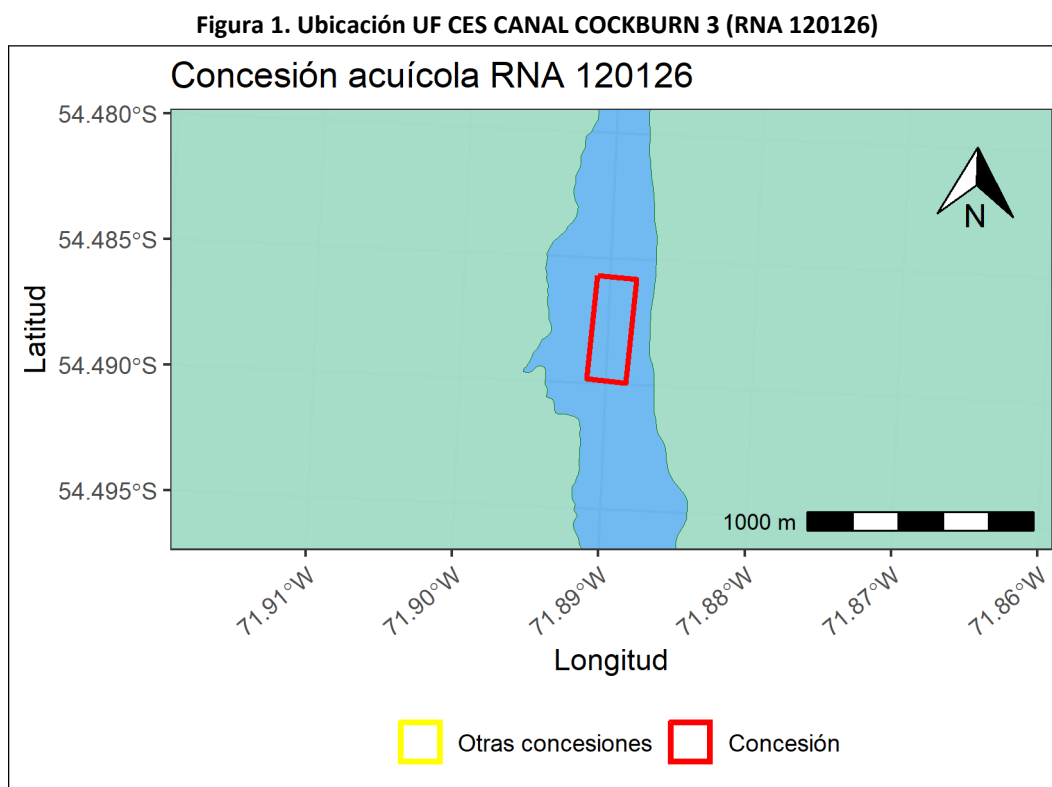 Figura 1. Ubicación UF CES CANAL COCKBURN 3 (RNA 120126)
Concesión acuícola RNA 120126
54.480°S
54.485°S
54.490°S
54.495°S
Latitud
N
1000 m
71.91°W
71.90°W
71.89°W
71.88°W
71.87°W
71.86°W
Longitud
Otras concesiones
Concesión